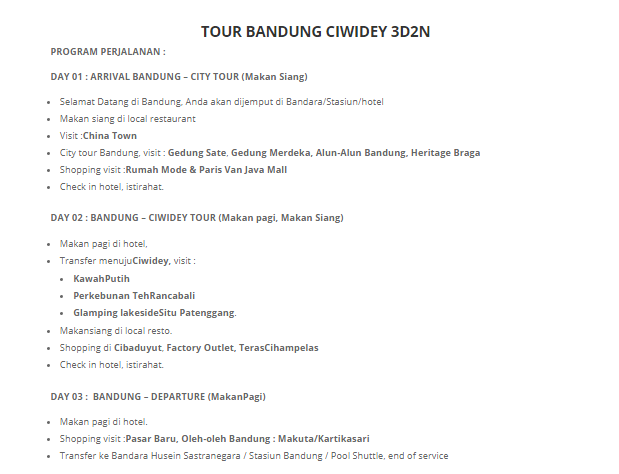 TOUR BANDUNG CIWIDEY 3D2N
PROGRAM PERJALANAN :
DAY 01 : ARRIVAL BANDUNG – CITY TOUR (Makan Siang)
• Selamat Datang di Bandung, Anda akan dijemput di Bandara/Stasiun/hotel
• Makan siang di local restaurant
• Visit :China Town
• City tour Bandung, visit : Gedung Sate, Gedung Merdeka, Alun-Alun Bandung, Heritage Braga
• Shopping visit :Rumah Mode & Paris Van Java Mall
• Check in hotel, istirahat.
DAY 02 : BANDUNG – CIWIDEY TOUR (Makan pagi, Makan Siang)
• Makan pagi di hotel,
• Transfer menujuCiwidey, visit :
• KawahPutih
• Perkebunan TehRancabali
• Glamping lakesideSitu Patenggang.
• Makansiang di local resto.
• Shopping di Cibaduyut, Factory Outlet, TerasCihampelas
• Check in hotel, istirahat.
DAY 03 :  BANDUNG – DEPARTURE (MakanPagi)
• Makan pagi di hotel.
• Shopping visit :Pasar Baru, Oleh-oleh Bandung : Makuta/Kartikasari
• Transfer ke Bandara Husein Sastranegara / Stasiun Bandung / Pool Shuttle, end of service